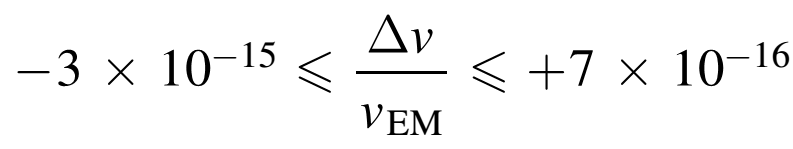 −3 × 10⁻¹⁵ ⩽ Δv/v_EM ⩽ +7 × 10⁻¹⁶